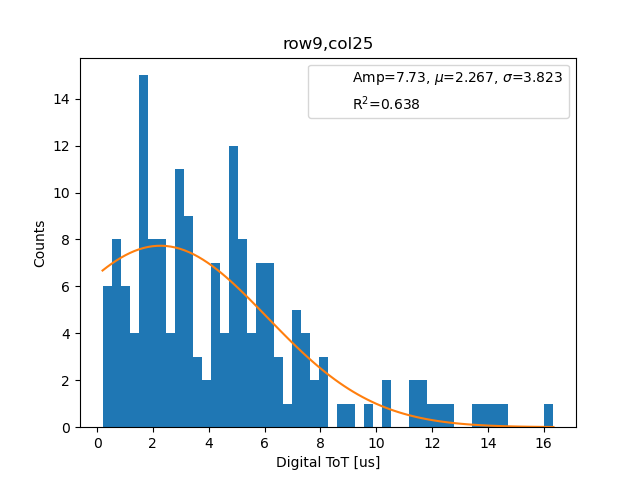 row9,col25
Amp=7.73, μ=2.267, σ=3.823
R²=0.638
Counts
14
12
10
8
6
4
2
0
0 2 4 6 8 10 12 14 16
Digital ToT [us]